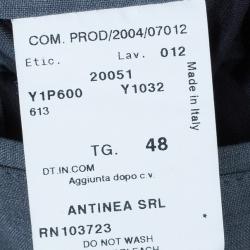 COM. PROD/2004/07012
Etic. Lav. 012
20051
Y1P600 Y1032
613
Made in Italy
TG. 48
DT.IN.COM
Aggiunta dopo c.v.
ANTINEA SRL
RN103723
DO NOT WASH
BLEACH